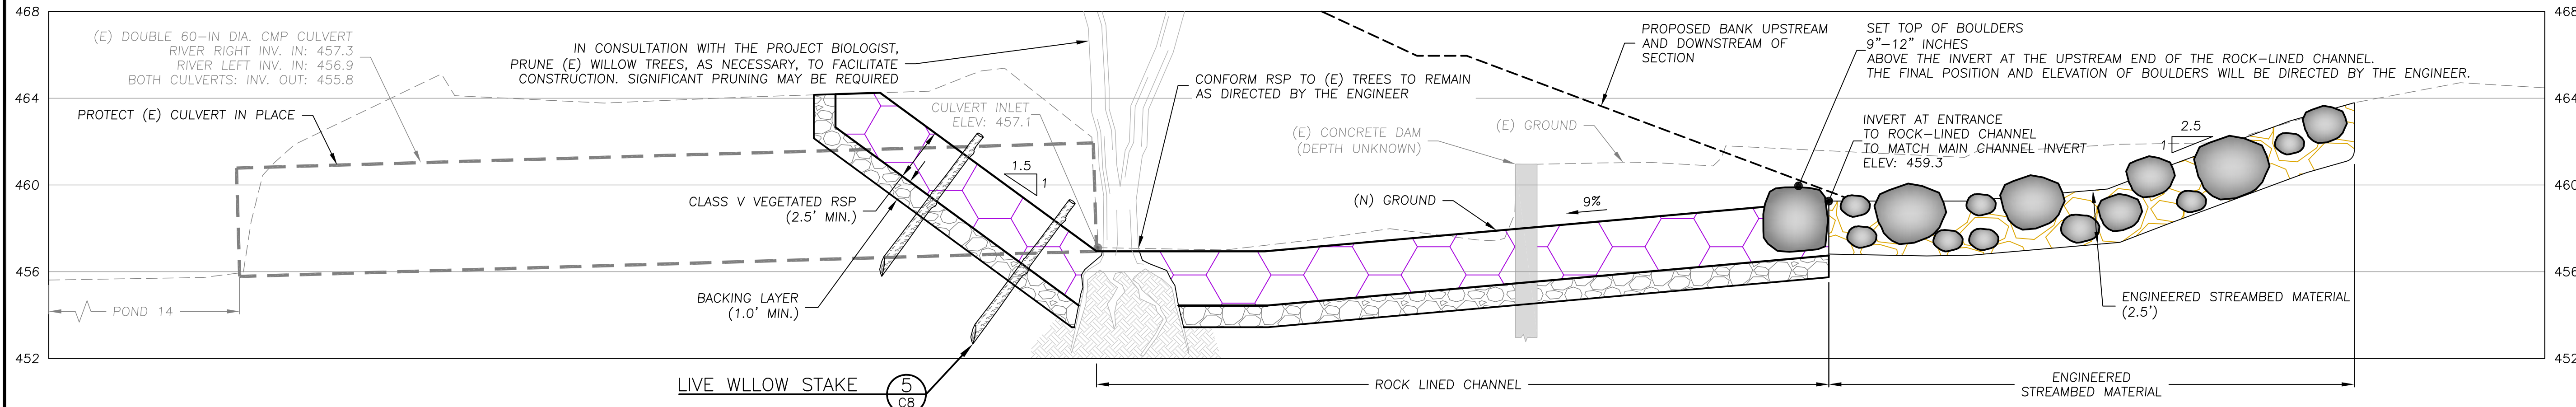 468
464
460
456
452
(E) DOUBLE 60-IN DIA. CMP CULVERT
RIVER RIGHT INV. IN: 457.3
RIVER LEFT INV. IN: 456.9
BOTH CULVERTS: INV. OUT: 455.8
PROTECT (E) CULVERT IN PLACE
POND 14
IN CONSULTATION WITH THE PROJECT BIOLOGIST,
PRUNE (E) WILLOW TREES, AS NECESSARY, TO FACILITATE
CONSTRUCTION. SIGNIFICANT PRUNING MAY BE REQUIRED
CULVERT INLET
ELEV: 457.1
CLASS V VEGETATED RSP
(2.5' MIN.)
1.5
1
BACKING LAYER
(1.0' MIN.)
LIVE WLLOW STAKE
5
C8
CONFORM RSP TO (E) TREES TO REMAIN
AS DIRECTED BY THE ENGINEER
(E) CONCRETE DAM
(DEPTH UNKNOWN)
(E) GROUND
(N) GROUND
9%
ROCK LINED CHANNEL
PROPOSED BANK UPSTREAM
AND DOWNSTREAM OF
SECTION
SET TOP OF BOULDERS
9"-12" INCHES
ABOVE THE INVERT AT THE UPSTREAM END OF THE ROCK-LINED CHANNEL.
THE FINAL POSITION AND ELEVATION OF BOULDERS WILL BE DIRECTED BY THE ENGINEER.
INVERT AT ENTRANCE
TO ROCK-LINED CHANNEL
TO MATCH MAIN CHANNEL INVERT
ELEV: 459.3
2.5
1
ENGINEERED STREAMBED MATERIAL
(2.5')
ENGINEERED
STREAMBED MATERIAL
468
464
460
456
452